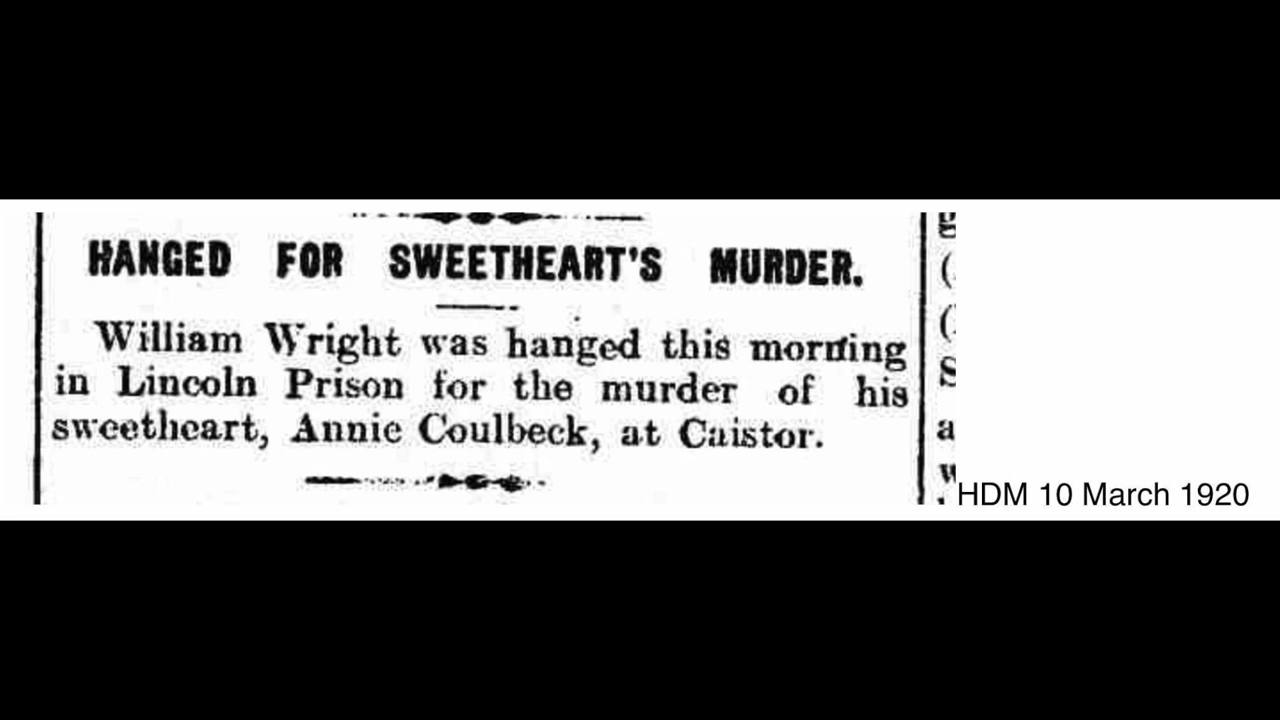 HANGED FOR SWEETHEART'S MURDER.
William Wright was hanged this morning
in Lincoln Prison for the murder of his
sweetheart, Annie Coulbeck, at Caistor.
g
(
(
S
a
w
HDM 10 March 1920